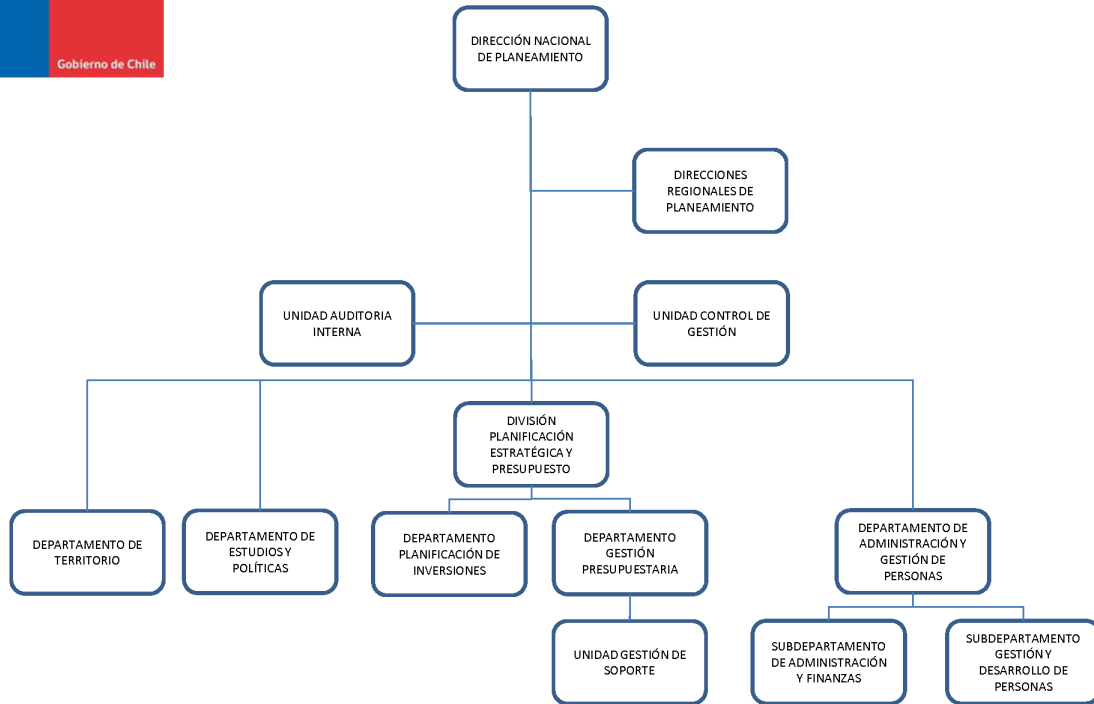 Gobierno de Chile
DIRECCIÓN NACIONAL
DE PLANEAMIENTO
DIRECCIONES
REGIONALES DE
PLANEAMIENTO
UNIDAD AUDITORIA
INTERNA
UNIDAD CONTROL DE
GESTIÓN
DIVISIÓN
PLANIFICACIÓN
ESTRATÉGICA Y
PRESUPUESTO
DEPARTAMENTO DE
TERRITORIO
DEPARTAMENTO DE
ESTUDIOS Y
POLÍTICAS
DEPARTAMENTO
PLANIFICACIÓN DE
INVERSIONES
DEPARTAMENTO
GESTIÓN
PRESUPUESTARIA
DEPARTAMENTO DE
ADMINISTRACIÓN Y
GESTIÓN DE
PERSONAS
UNIDAD GESTIÓN DE
SOPORTE
SUBDEPARTAMENTO
DE ADMINISTRACIÓN
Y FINANZAS
SUBDEPARTAMENTO
GESTIÓN Y
DESARROLLO DE
PERSONAS